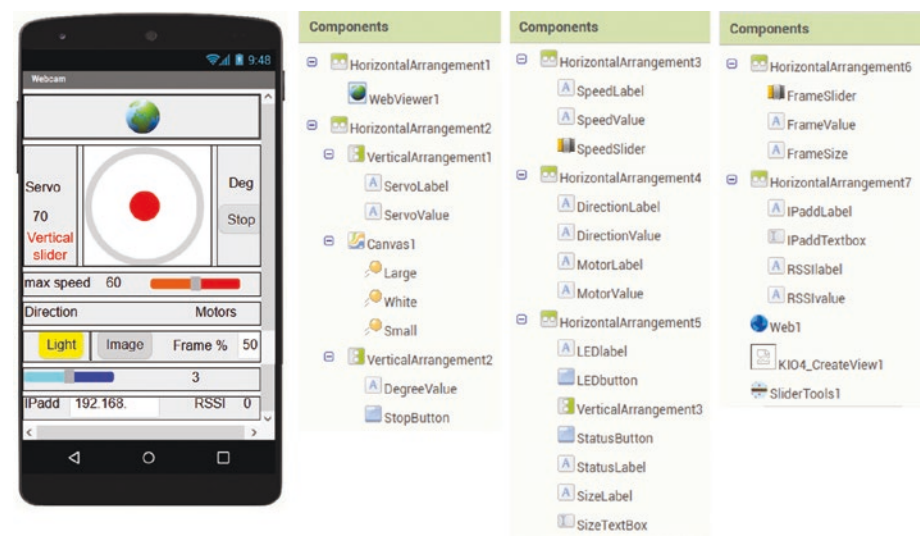 9:48
Webcam
Servo
70
Vertical
slider
Deg
Stop
max speed 60
Direction Motors
Light Image Frame % 50
3
IPadd 192.168. RSSI 0
Components
HorizontalArrangement1
WebViewer1
HorizontalArrangement2
VerticalArrangement1
ServoLabel
ServoValue
Canvas1
Large
White
Small
VerticalArrangement2
DegreeValue
StopButton
Components
HorizontalArrangement3
SpeedLabel
SpeedValue
SpeedSlider
HorizontalArrangement4
DirectionLabel
DirectionValue
MotorLabel
MotorValue
HorizontalArrangement5
LEDlabel
LEDbutton
VerticalArrangement3
StatusButton
StatusLabel
SizeLabel
SizeTextBox
Components
HorizontalArrangement6
FrameSlider
FrameValue
FrameSize
HorizontalArrangement7
IPaddLabel
IPaddTextbox
RSSIlabel
RSSIvalue
Web1
KIO4_CreateView1
SliderTools1